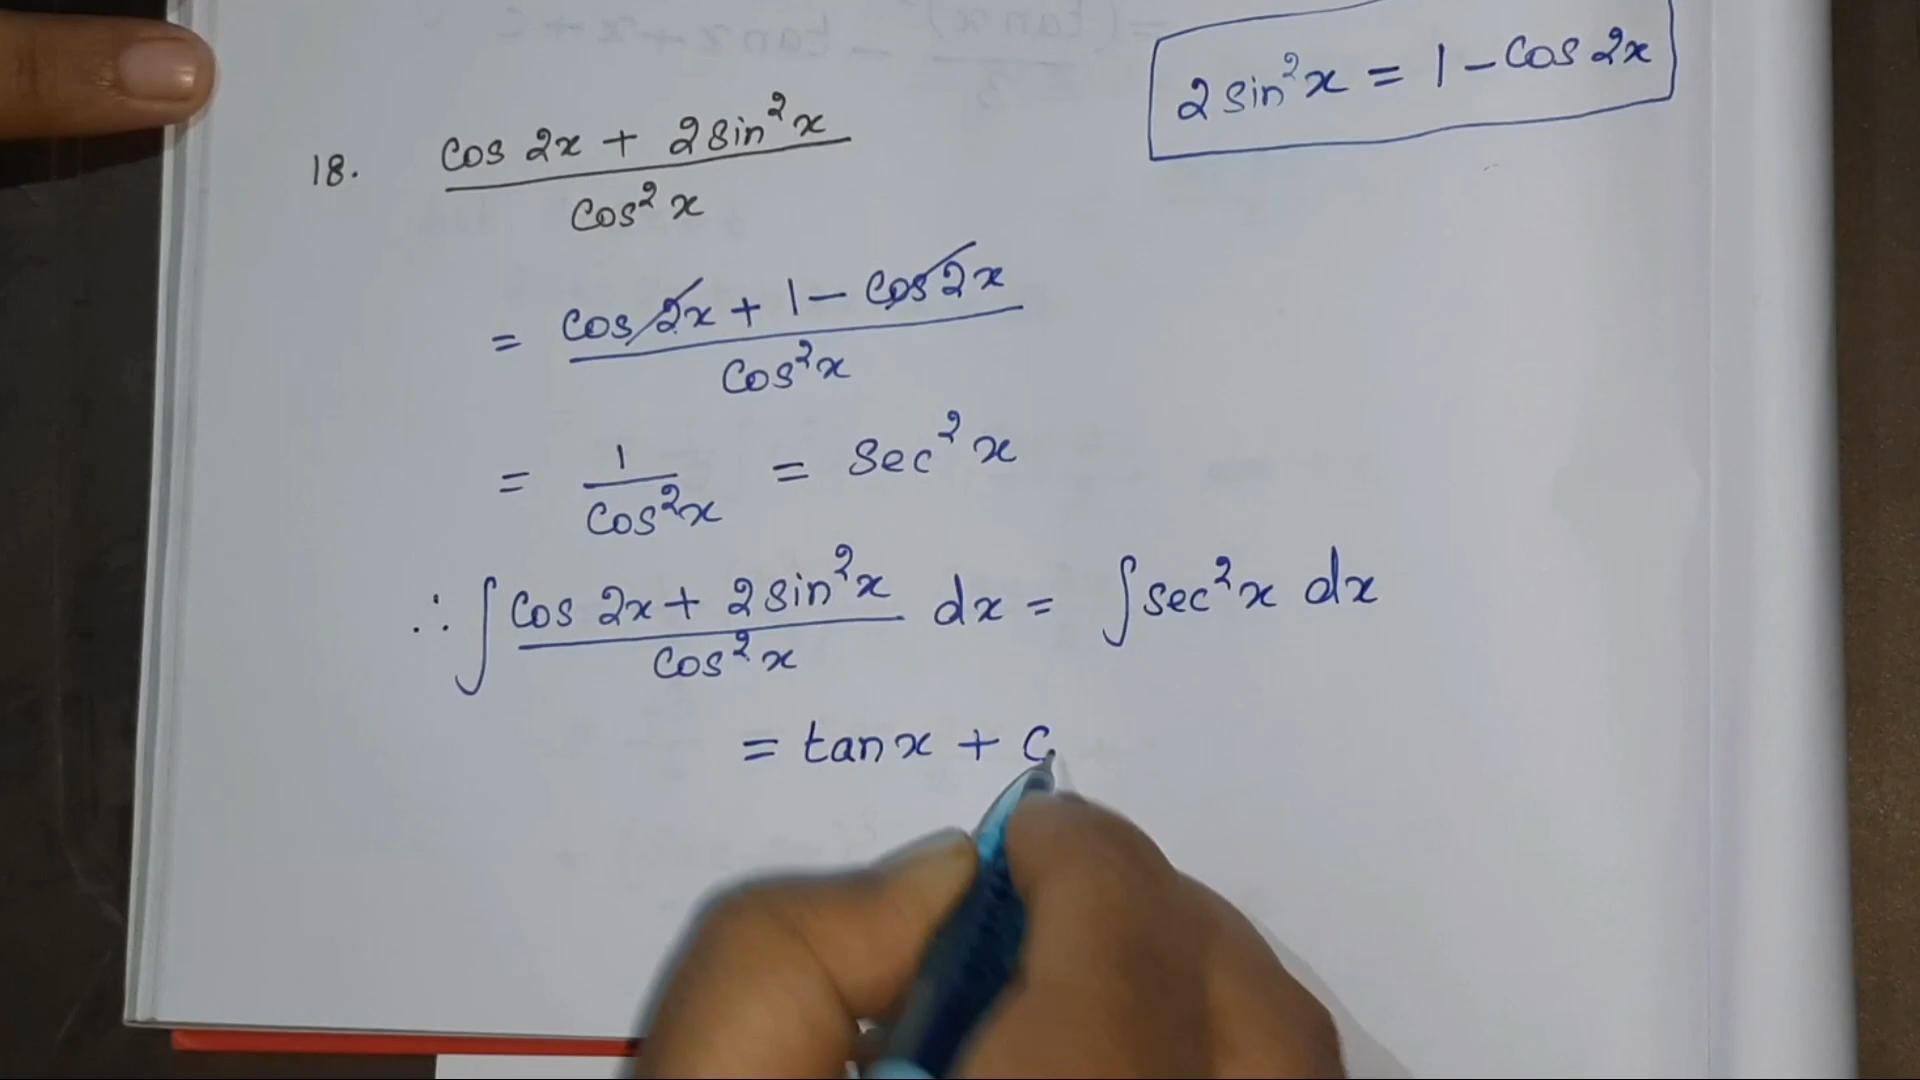 2 sin²x = 1 - cos 2x
18. (cos 2x + 2 sin²x) / cos²x
= (cos 2x + 1 - cos 2x) / cos²x
= 1 / cos²x = sec²x
∴ ∫ (cos 2x + 2 sin²x) / cos²x dx = ∫ sec²x dx
= tan x + C